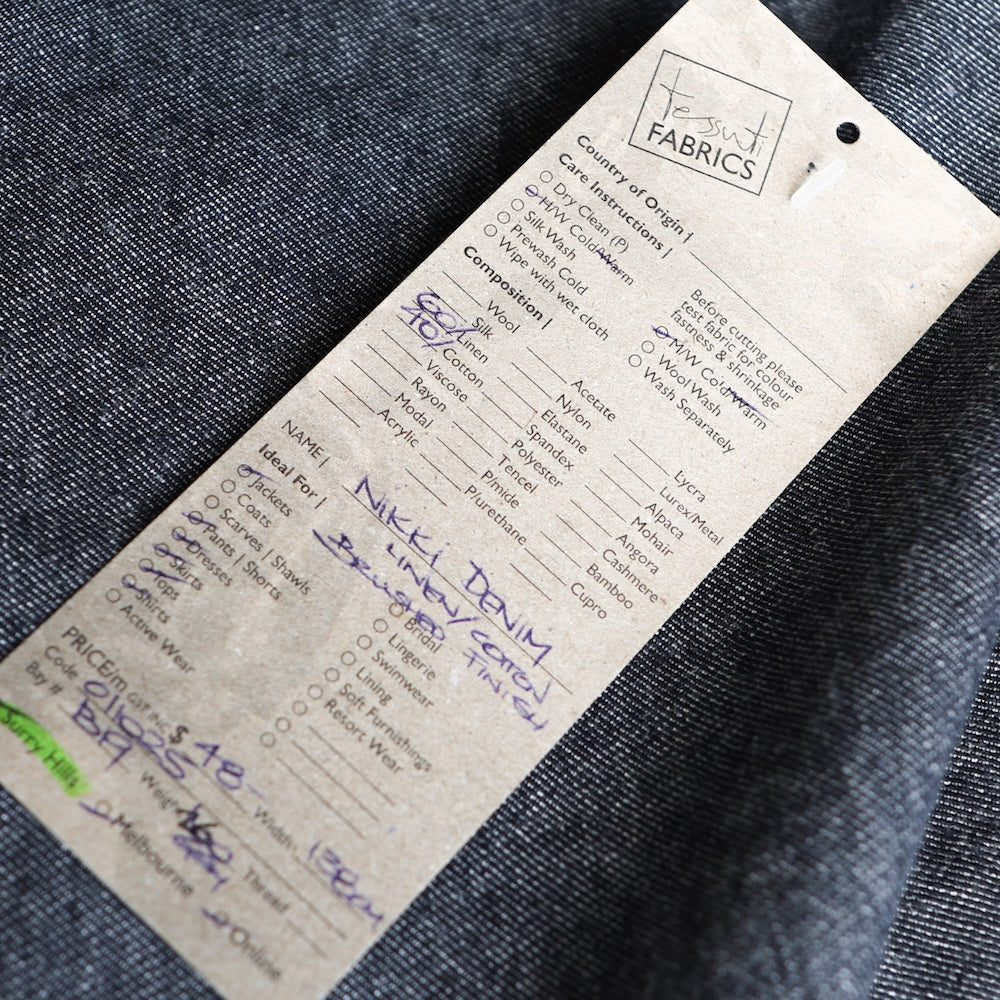 tessuti
FABRICS
Country of Origin |
Care Instructions |
Dry Clean (P)
H/W Cold/Warm
Silk Wash
Prewash Cold
Wipe with wet cloth
Before cutting please
test fabric for colour
fastness & shrinkage
M/W Cold/Warm
Wool Wash
Wash Separately
Composition |
Wool
Silk
60/ Linen
40/ Cotton
Viscose
Rayon
Modal
Acrylic
Acetate
Nylon
Elastane
Spandex
Polyester
Tencel
P/mide
P/urethane
Lycra
Lurex/Metal
Alpaca
Mohair
Angora
Cashmere
Bamboo
Cupro
NAME | NIKKI DENIM
LINEN/COTTON
BRUSHED FINISH
Ideal For |
Jackets
Coats
Scarves | Shawls
Pants | Shorts
Dresses
Skirts
Tops
Shirts
Active Wear
Bridal
Lingerie
Swimwear
Lining
Soft Furnishings
Resort Wear
PRICE/m GST INC $ 48-
Width 138cm
Code 011025
Weight
Thread
Bay #
Surry Hills
Melbourne
Online